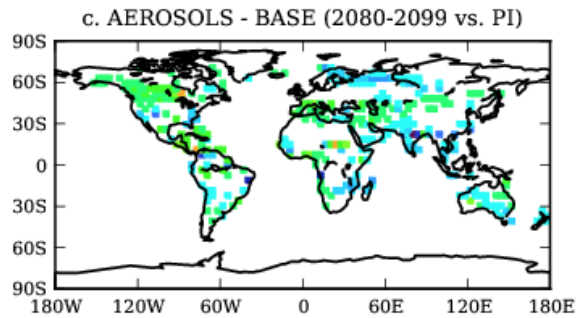 c. AEROSOLS - BASE (2080-2099 vs. PI)
90S
60S
30S
0
30S
60S
90S
180W 120W 60W 0 60E 120E 180E